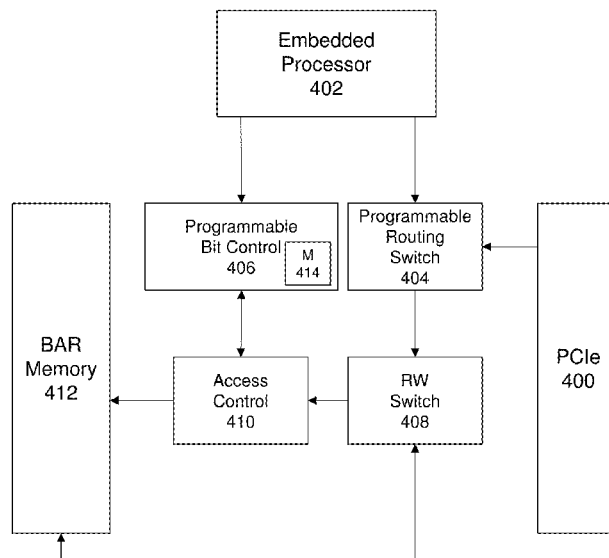 Embedded
Processor
402
Programmable
Bit Control
406
M
414
Programmable
Routing
Switch
404
BAR
Memory
412
Access
Control
410
RW
Switch
408
PCIe
400